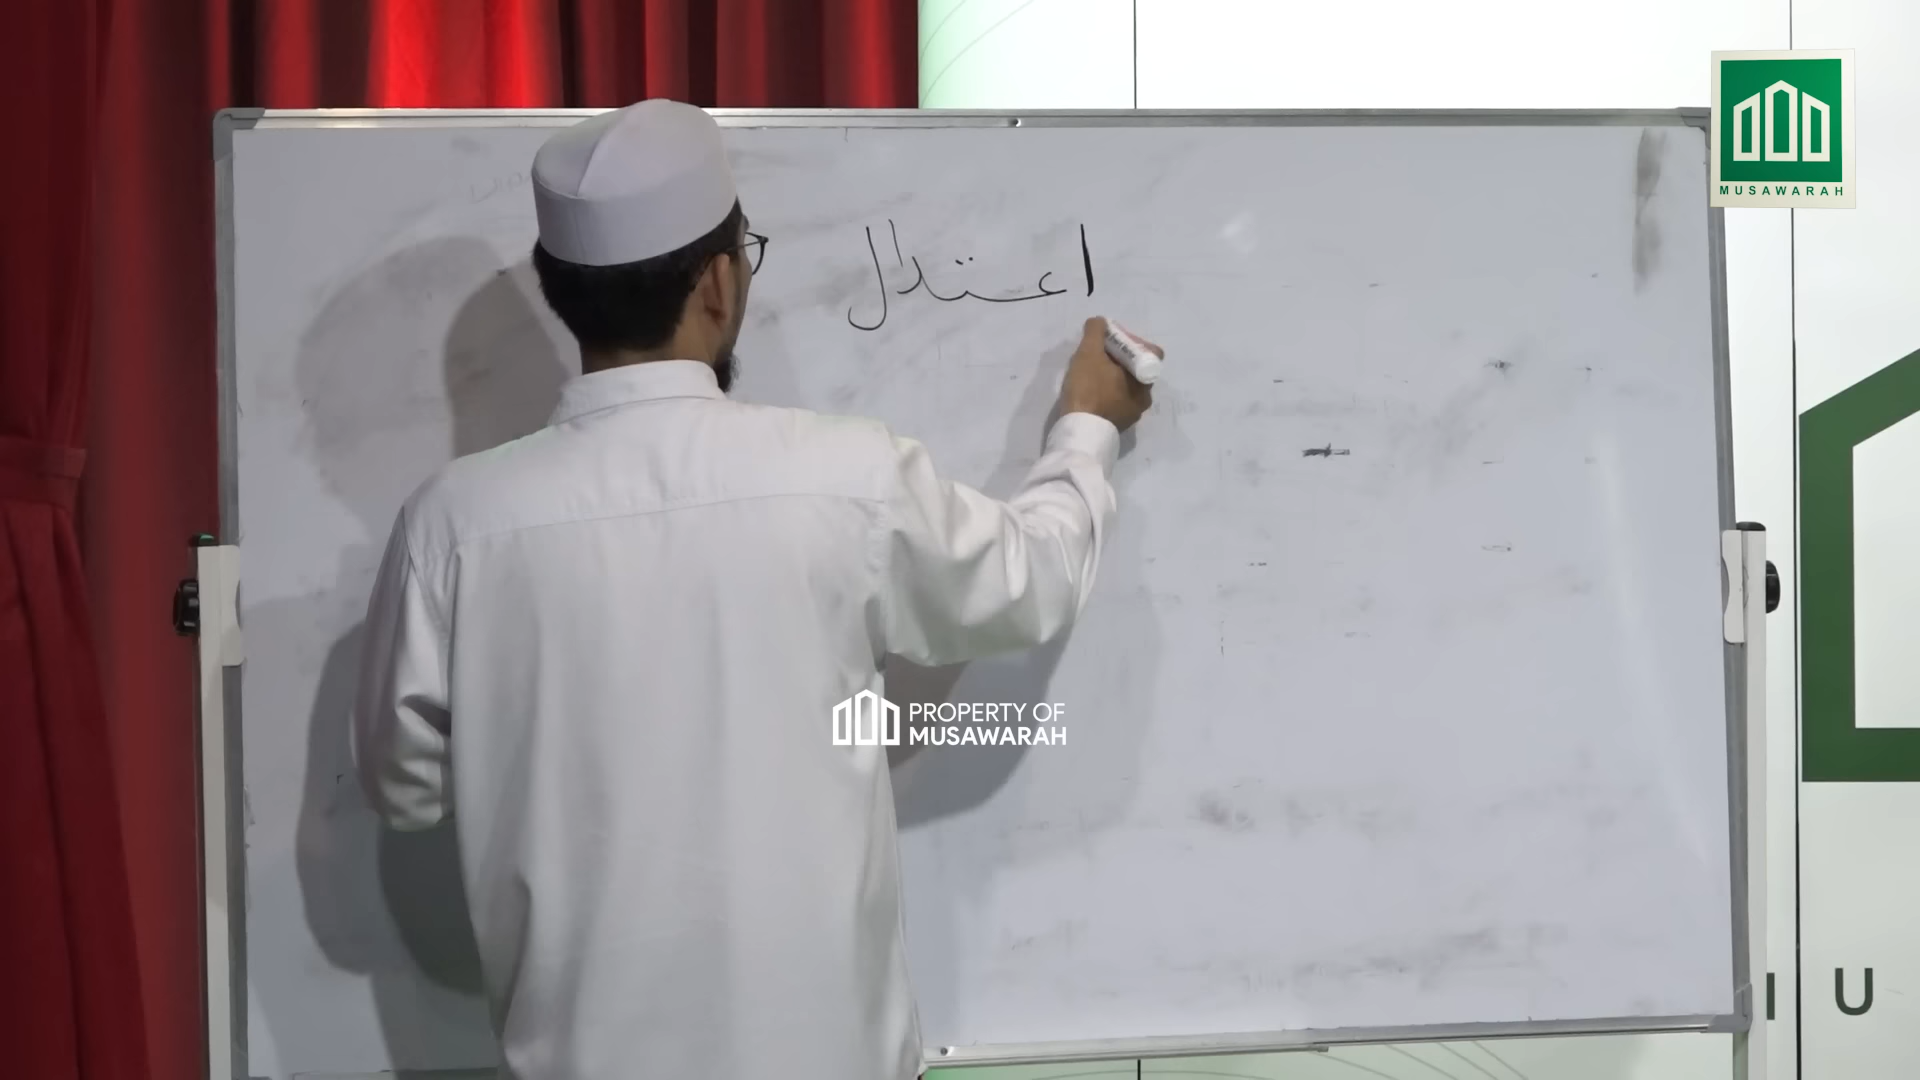 MUSAWARAH
اعتدال
PROPERTY OF
MUSAWARAH
I U